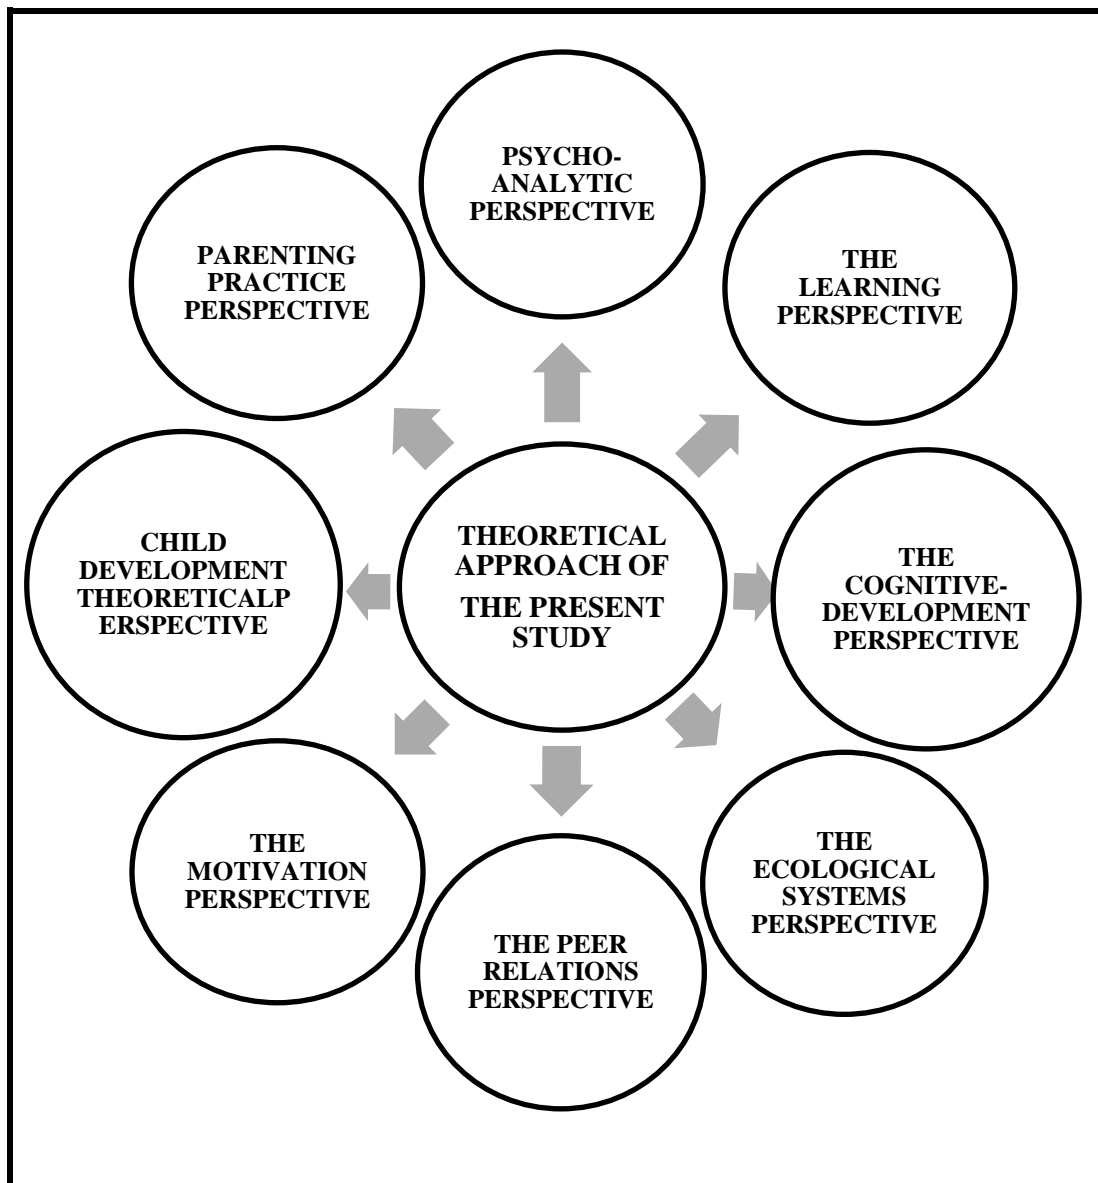 PSYCHO-
ANALYTIC
PERSPECTIVE
PARENTING
PRACTICE
PERSPECTIVE
THE
LEARNING
PERSPECTIVE
CHILD
DEVELOPMENT
THEORETICALP
ERSPECTIVE
THEORETICAL
APPROACH OF
THE PRESENT
STUDY
THE
COGNITIVE-
DEVELOPMENT
PERSPECTIVE
THE
MOTIVATION
PERSPECTIVE
THE
ECOLOGICAL
SYSTEMS
PERSPECTIVE
THE PEER
RELATIONS
PERSPECTIVE